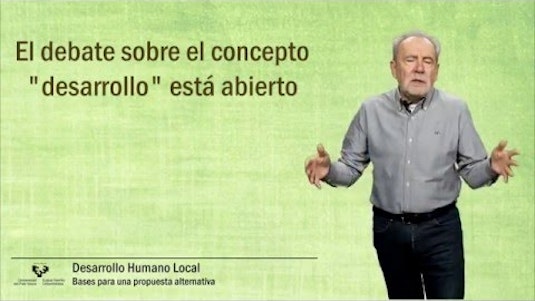 El debate sobre el concepto
"desarrollo" está abierto
Desarrollo Humano Local
Bases para una propuesta alternativa